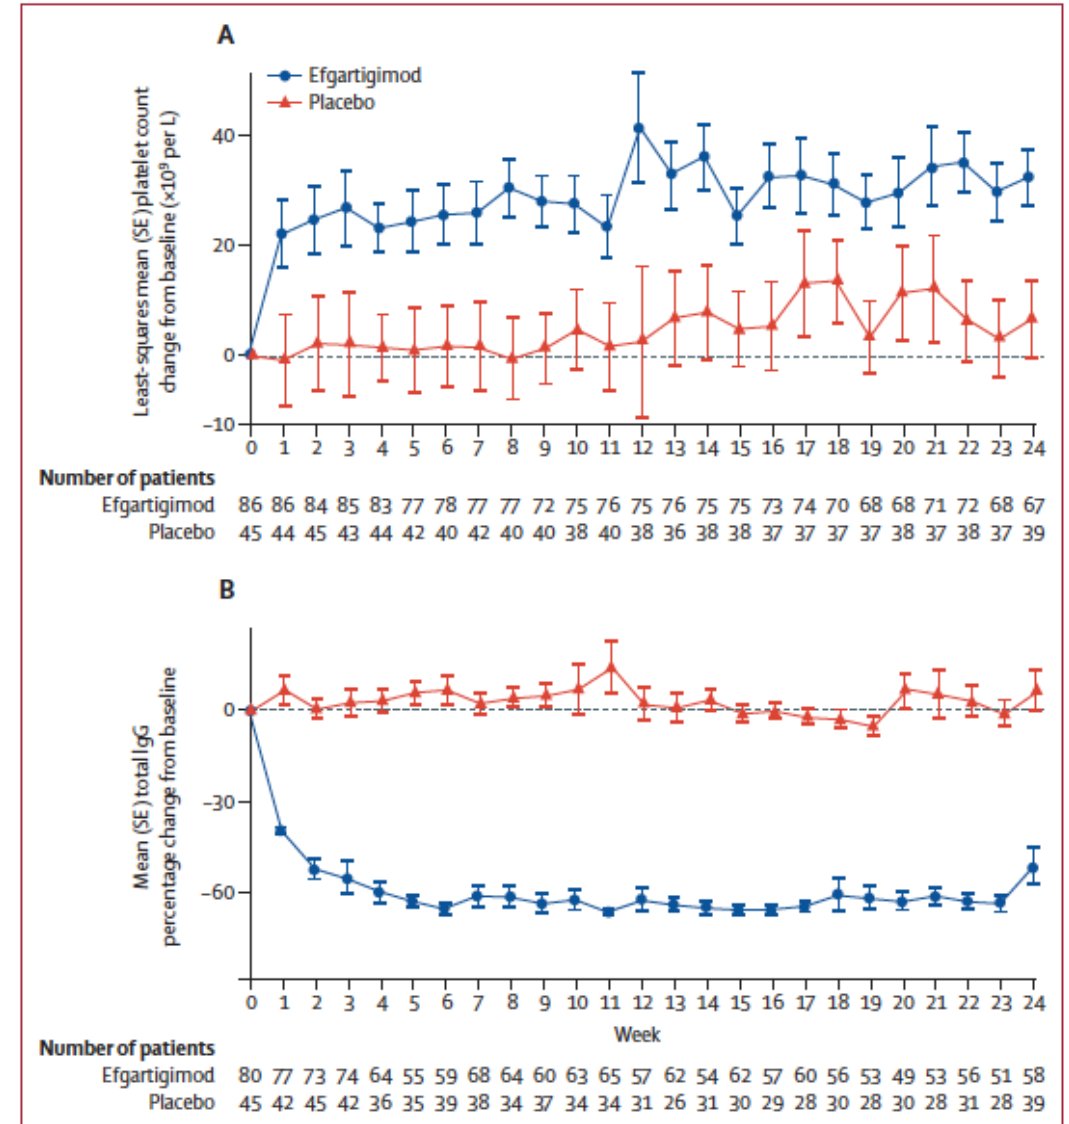 A
Efgartigimod
Placebo
Least-squares mean (SE) platelet count
change from baseline (×10⁹ per L)
40
20
0
–10
0 1 2 3 4 5 6 7 8 9 10 11 12 13 14 15 16 17 18 19 20 21 22 23 24
Number of patients
Efgartigimod 86 86 84 85 83 77 78 77 77 72 75 76 75 76 75 75 73 74 70 68 68 71 72 68 67
Placebo 45 44 45 43 44 42 40 42 40 40 38 40 38 36 38 38 37 37 37 37 38 37 38 37 39
B
Mean (SE) total IgG
percentage change from baseline
0
–30
–60
0 1 2 3 4 5 6 7 8 9 10 11 12 13 14 15 16 17 18 19 20 21 22 23 24
Week
Number of patients
Efgartigimod 80 77 73 74 64 55 59 68 64 60 63 65 57 62 54 62 57 60 56 53 49 53 56 51 58
Placebo 45 42 45 42 36 35 39 38 34 37 34 34 31 26 31 30 29 28 30 28 30 28 31 28 39